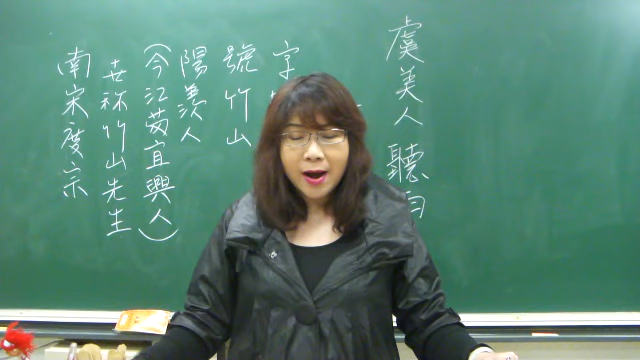 虞美人 聽雨
字
號竹山
陽羨人
(今江蘇宜興人)
世稱竹山先生
南宋度宗